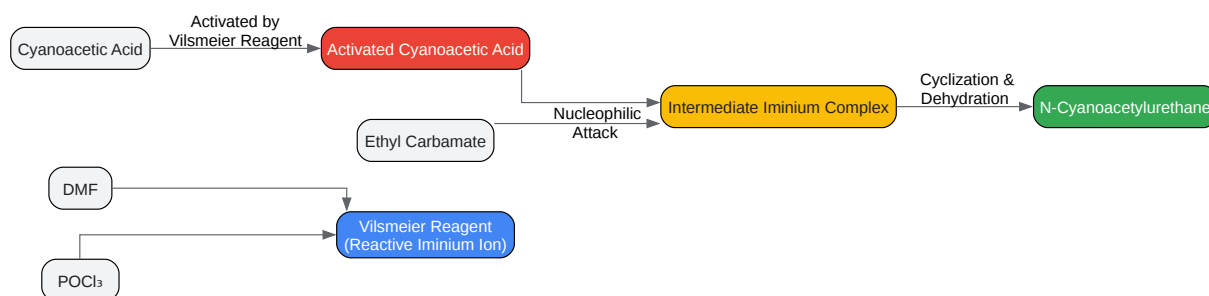 Cyanoacetic Acid
Activated by
Vilsmeier Reagent
Activated Cyanoacetic Acid
Ethyl Carbamate
Nucleophilic
Attack
Intermediate Iminium Complex
Cyclization &
Dehydration
N-Cyanoacetylurethane
DMF
POCl₃
Vilsmeier Reagent
(Reactive Iminium Ion)